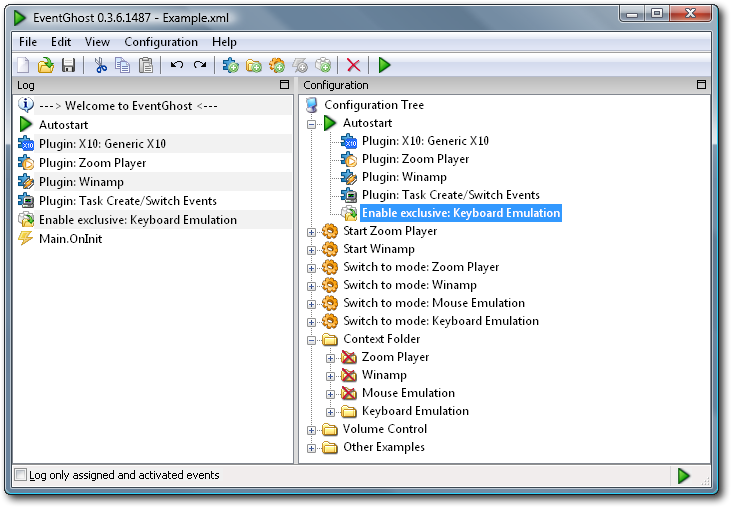 EventGhost 0.3.6.1487 - Example.xml
File Edit View Configuration Help
Log
---> Welcome to EventGhost <---
Autostart
Plugin: X10: Generic X10
Plugin: Zoom Player
Plugin: Winamp
Plugin: Task Create/Switch Events
Enable exclusive: Keyboard Emulation
Main.OnInit
Configuration
Configuration Tree
Autostart
Plugin: X10: Generic X10
Plugin: Zoom Player
Plugin: Winamp
Plugin: Task Create/Switch Events
Enable exclusive: Keyboard Emulation
Start Zoom Player
Start Winamp
Switch to mode: Zoom Player
Switch to mode: Winamp
Switch to mode: Mouse Emulation
Switch to mode: Keyboard Emulation
Context Folder
Zoom Player
Winamp
Mouse Emulation
Keyboard Emulation
Volume Control
Other Examples
Log only assigned and activated events